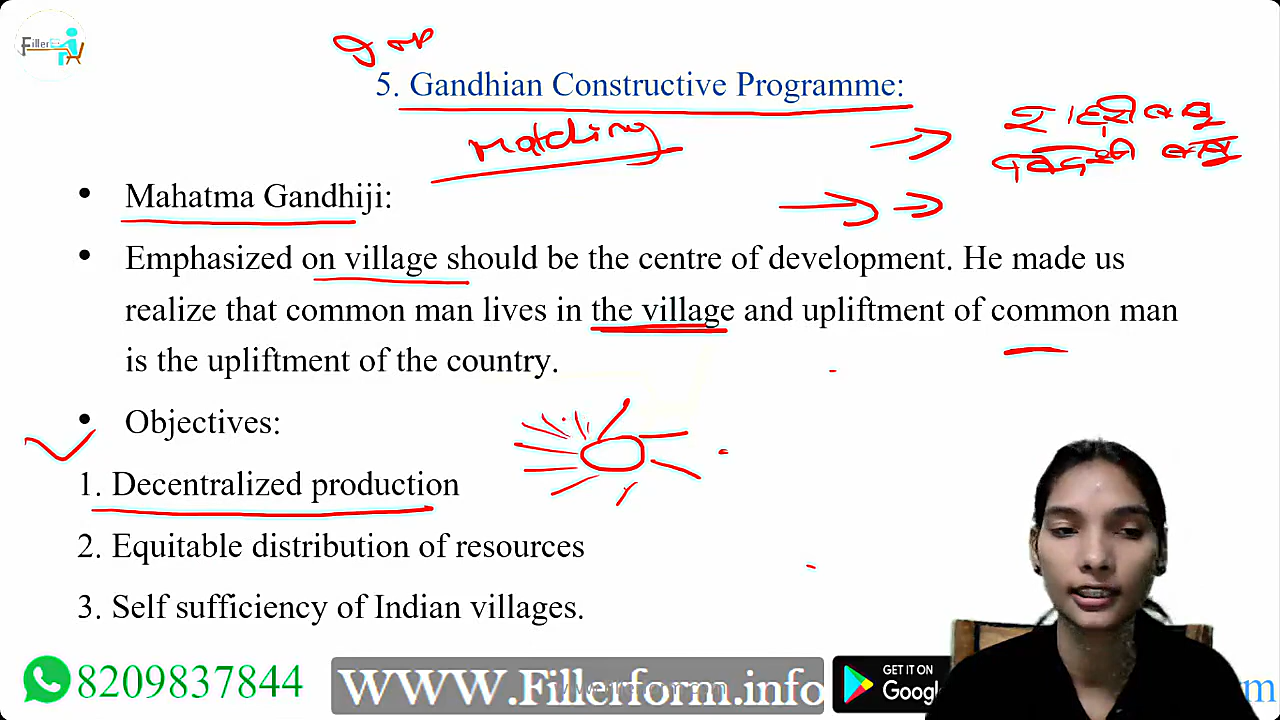 Filler
5. Gandhian Constructive Programme:
Matching
• Mahatma Gandhiji:
• Emphasized on village should be the centre of development. He made us
realize that common man lives in the village and upliftment of common man
is the upliftment of the country.
• Objectives:
1. Decentralized production
2. Equitable distribution of resources
3. Self sufficiency of Indian villages.
8209837844
www.Fillerform.info
GET IT ON
Google